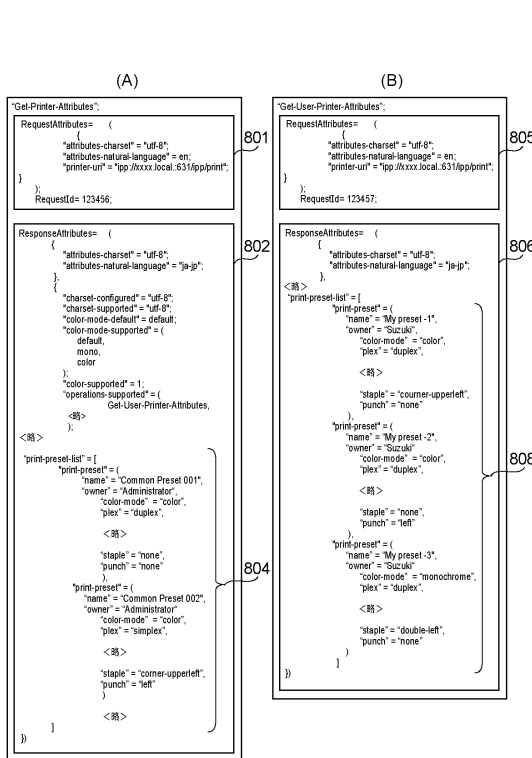 (A)
"Get-Printer-Attributes";
RequestAttributes= (
{
"attributes-charset" = "utf-8";
"attributes-natural-language" = en;
"printer-uri" = "ipp://xxxx.local.:631/ipp/print";
}
);
RequestId= 123456;
801
ResponseAttributes= (
{
"attributes-charset" = "utf-8";
"attributes-natural-language" = "ja-jp";
},
{
"charset-configured" = "utf-8";
"charset-supported" = "utf-8";
"color-mode-default" = default;
"color-mode-supported" = (
default,
mono,
color
);
"color-supported" = 1;
"operations-supported" = (
Get-User-Printer-Attributes,
<略>
);
<略>
"print-preset-list" = [
"print-preset" = (
"name" = "Common Preset 001",
"owner" = "Administrator",
"color-mode" = "color",
"plex" = "duplex",
<略>
"staple" = "none",
"punch" = "none"
),
"print-preset" = (
"name" = "Common Preset 002",
"owner" = "Administrator"
"color-mode" = "color",
"plex" = "simplex",
<略>
"staple" = "corner-upperleft",
"punch" = "left"
)
<略>
]
})
802
804
(B)
"Get-User-Printer-Attributes";
RequestAttributes= (
{
"attributes-charset" = "utf-8";
"attributes-natural-language" = en;
"printer-uri" = "ipp://xxxx.local.:631/ipp/print";
}
);
RequestId= 123457;
805
ResponseAttributes= (
{
"attributes-charset" = "utf-8";
"attributes-natural-language" = "ja-jp";
},
<略>
"print-preset-list" = [
"print-preset" = (
"name" = "My preset -1",
"owner" = "Suzuki"
"color-mode" = "color",
"plex" = "duplex",
<略>
"staple" = "courner-upperleft",
"punch" = "none"
),
"print-preset" = (
"name" = "My preset -2",
"owner" = "Suzuki"
"color-mode" = "color",
"plex" = "duplex",
<略>
"staple" = "none",
"punch" = "left"
),
"print-preset" = (
"name" = "My preset -3",
"owner" = "Suzuki"
"color-mode" = "monochrome",
"plex" = "duplex",
<略>
"staple" = "double-left",
"punch" = "none"
)
]
})
806
808